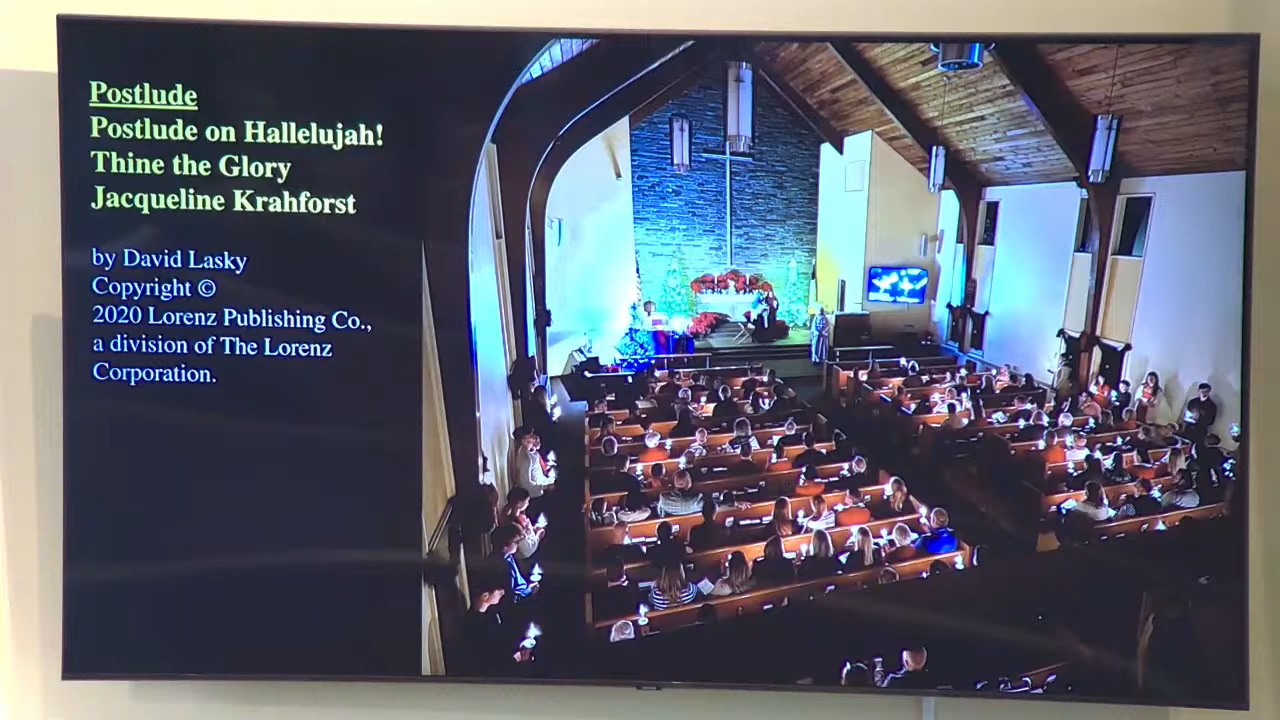 Postlude
Postlude on Hallelujah!
Thine the Glory
Jacqueline Krahforst
by David Lasky
Copyright ©
2020 Lorenz Publishing Co.,
a division of The Lorenz
Corporation.